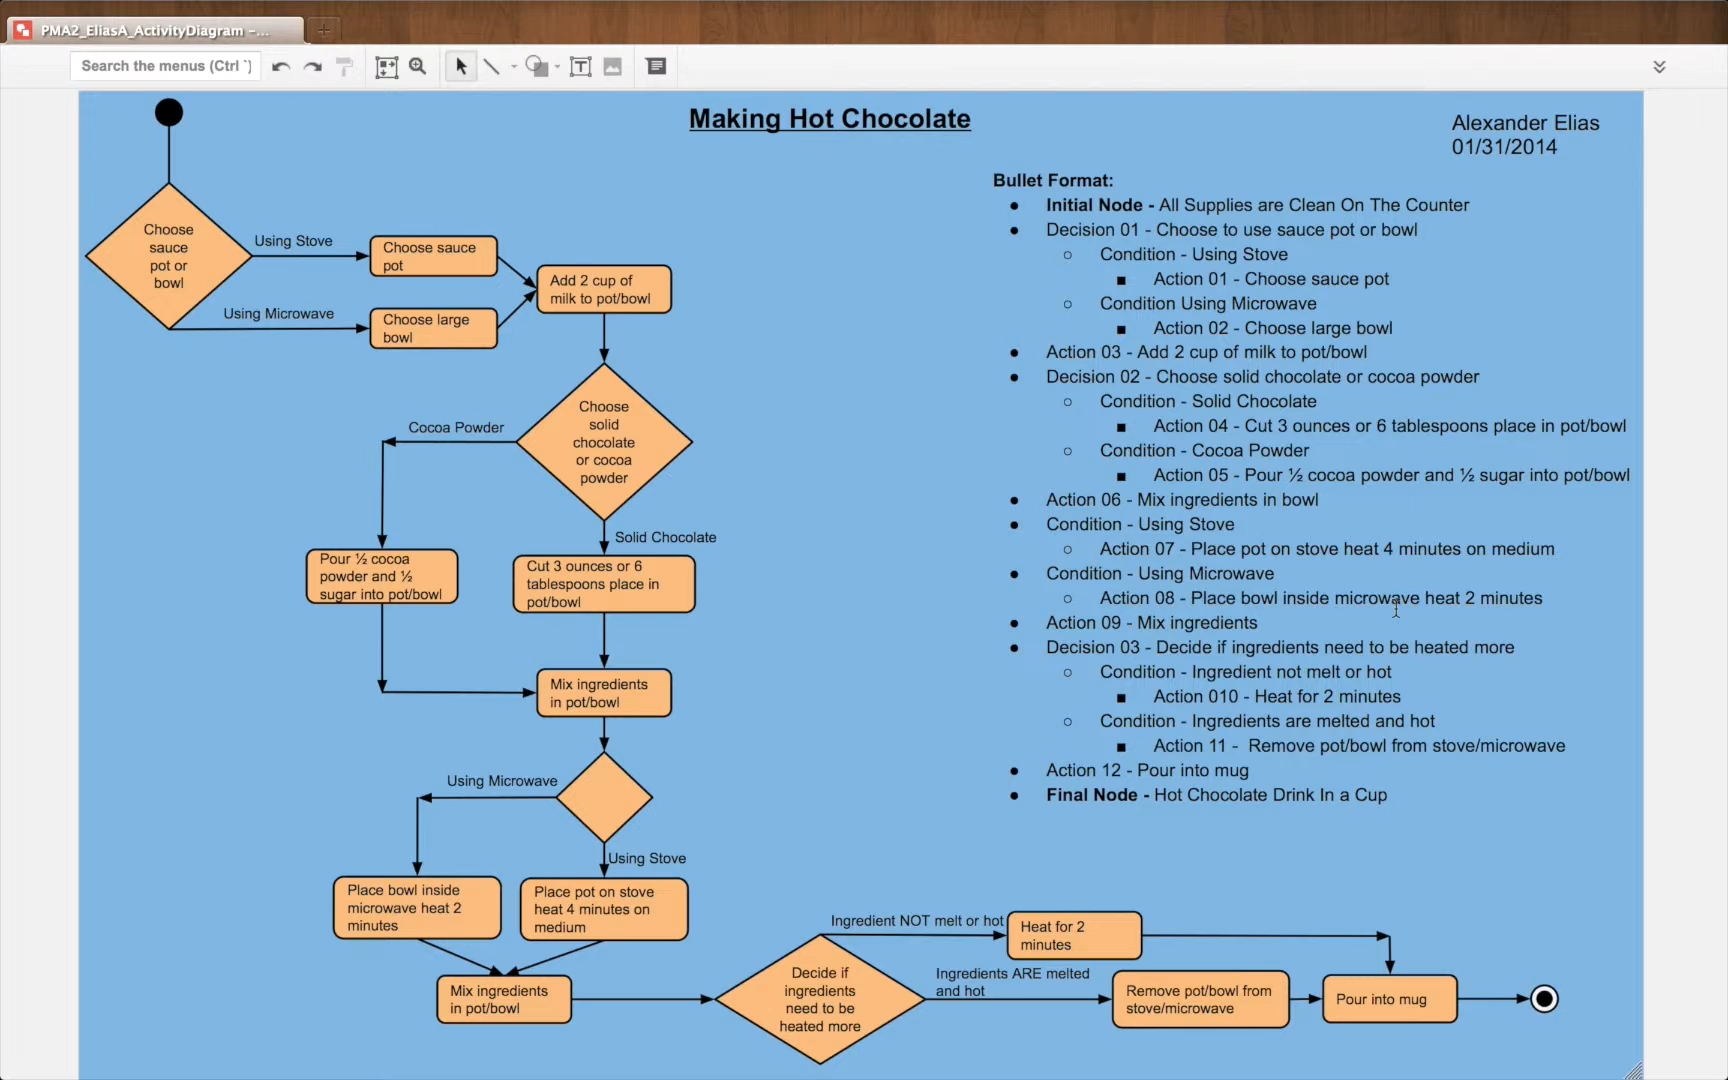 PMA2_EliasA_ActivityDiagram -...
Search the menus (Ctrl `)
Making Hot Chocolate
Alexander Elias
01/31/2014
Choose
sauce
pot or
bowl
Using Stove
Choose sauce
pot
Using Microwave
Choose large
bowl
Add 2 cup of
milk to pot/bowl
Choose
solid
chocolate
or cocoa
powder
Cocoa Powder
Solid Chocolate
Pour ½ cocoa
powder and ½
sugar into pot/bowl
Cut 3 ounces or 6
tablespoons place in
pot/bowl
Mix ingredients
in pot/bowl
Using Microwave
Using Stove
Place bowl inside
microwave heat 2
minutes
Place pot on stove
heat 4 minutes on
medium
Mix ingredients
in pot/bowl
Decide if
ingredients
need to be
heated more
Ingredient NOT melt or hot
Heat for 2
minutes
Ingredients ARE melted
and hot
Remove pot/bowl from
stove/microwave
Pour into mug
Bullet Format:
● Initial Node - All Supplies are Clean On The Counter
● Decision 01 - Choose to use sauce pot or bowl
○ Condition - Using Stove
■ Action 01 - Choose sauce pot
○ Condition Using Microwave
■ Action 02 - Choose large bowl
● Action 03 - Add 2 cup of milk to pot/bowl
● Decision 02 - Choose solid chocolate or cocoa powder
○ Condition - Solid Chocolate
■ Action 04 - Cut 3 ounces or 6 tablespoons place in pot/bowl
○ Condition - Cocoa Powder
■ Action 05 - Pour ½ cocoa powder and ½ sugar into pot/bowl
● Action 06 - Mix ingredients in bowl
● Condition - Using Stove
○ Action 07 - Place pot on stove heat 4 minutes on medium
● Condition - Using Microwave
○ Action 08 - Place bowl inside microwave heat 2 minutes
● Action 09 - Mix ingredients
● Decision 03 - Decide if ingredients need to be heated more
○ Condition - Ingredient not melt or hot
■ Action 010 - Heat for 2 minutes
○ Condition - Ingredients are melted and hot
■ Action 11 - Remove pot/bowl from stove/microwave
● Action 12 - Pour into mug
● Final Node - Hot Chocolate Drink In a Cup